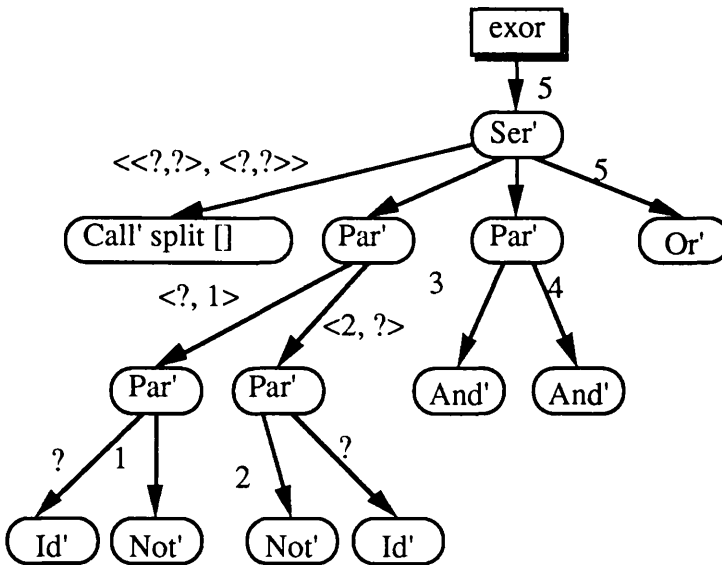 exor
5
Ser'
<<?,?>, <?,?>>
5
Call' split []
Par'
Par'
Or'
<?, 1>
<2, ?>
3
4
Par'
Par'
And'
And'
?
1
2
?
Id'
Not'
Not'
Id'